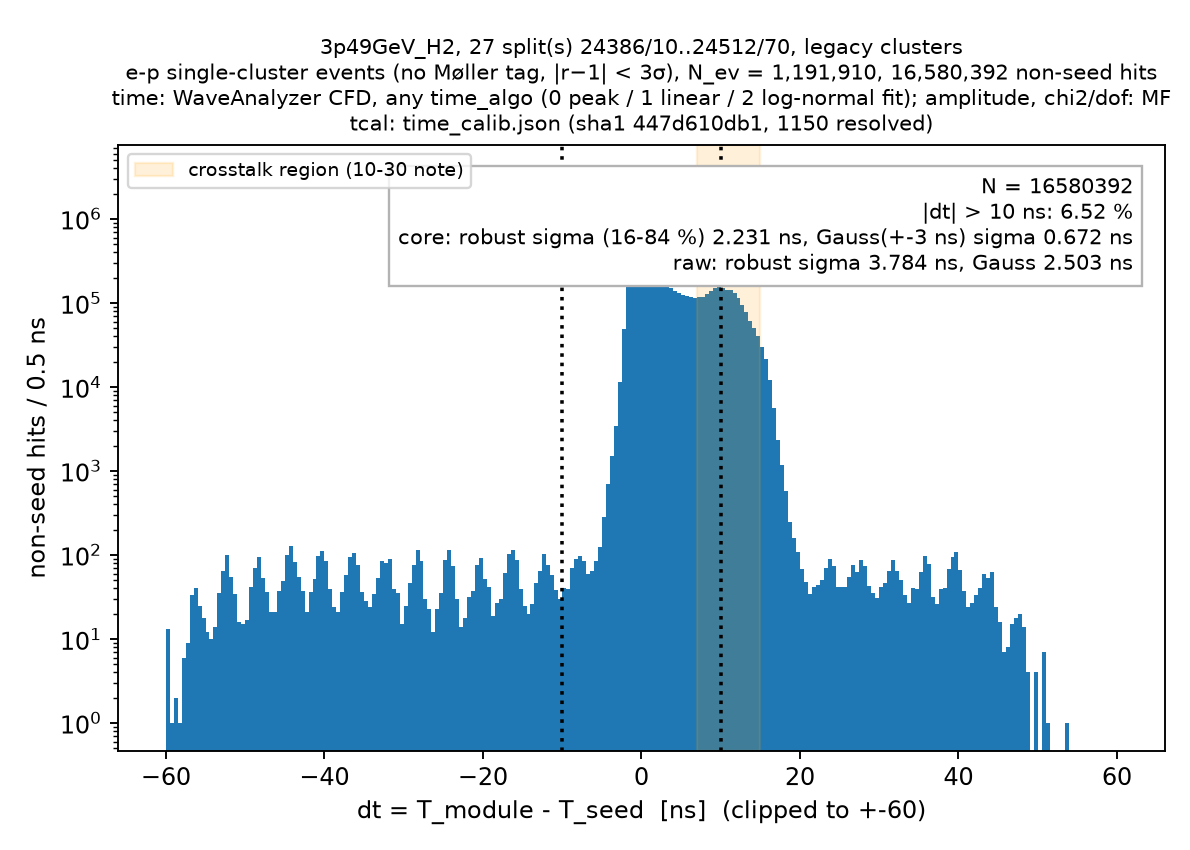 3p49GeV_H2, 27 split(s) 24386/10..24512/70, legacy clusters
e-p single-cluster events (no Møller tag, |r−1| < 3σ), N_ev = 1,191,910, 16,580,392 non-seed hits
time: WaveAnalyzer CFD, any time_algo (0 peak / 1 linear / 2 log-normal fit); amplitude, chi2/dof: MF
tcal: time_calib.json (sha1 447d610db1, 1150 resolved)
crosstalk region (10-30 note)
N = 16580392
|dt| > 10 ns: 6.52 %
core: robust sigma (16-84 %) 2.231 ns, Gauss(+-3 ns) sigma 0.672 ns
raw: robust sigma 3.784 ns, Gauss 2.503 ns
non-seed hits / 0.5 ns
10⁶
10⁵
10⁴
10³
10²
10¹
10⁰
−60 −40 −20 0 20 40 60
dt = T_module - T_seed [ns] (clipped to +-60)